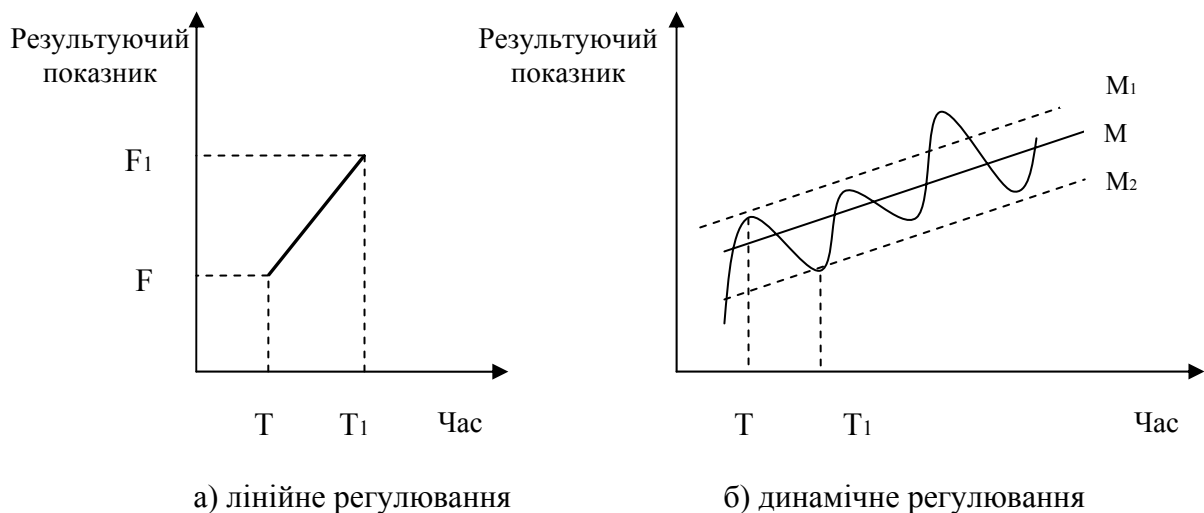 Результуючий
показник
F1
F
T
T1
Час
а) лінійне регулювання
Результуючий
показник
M1
M
M2
T
T1
Час
б) динамічне регулювання